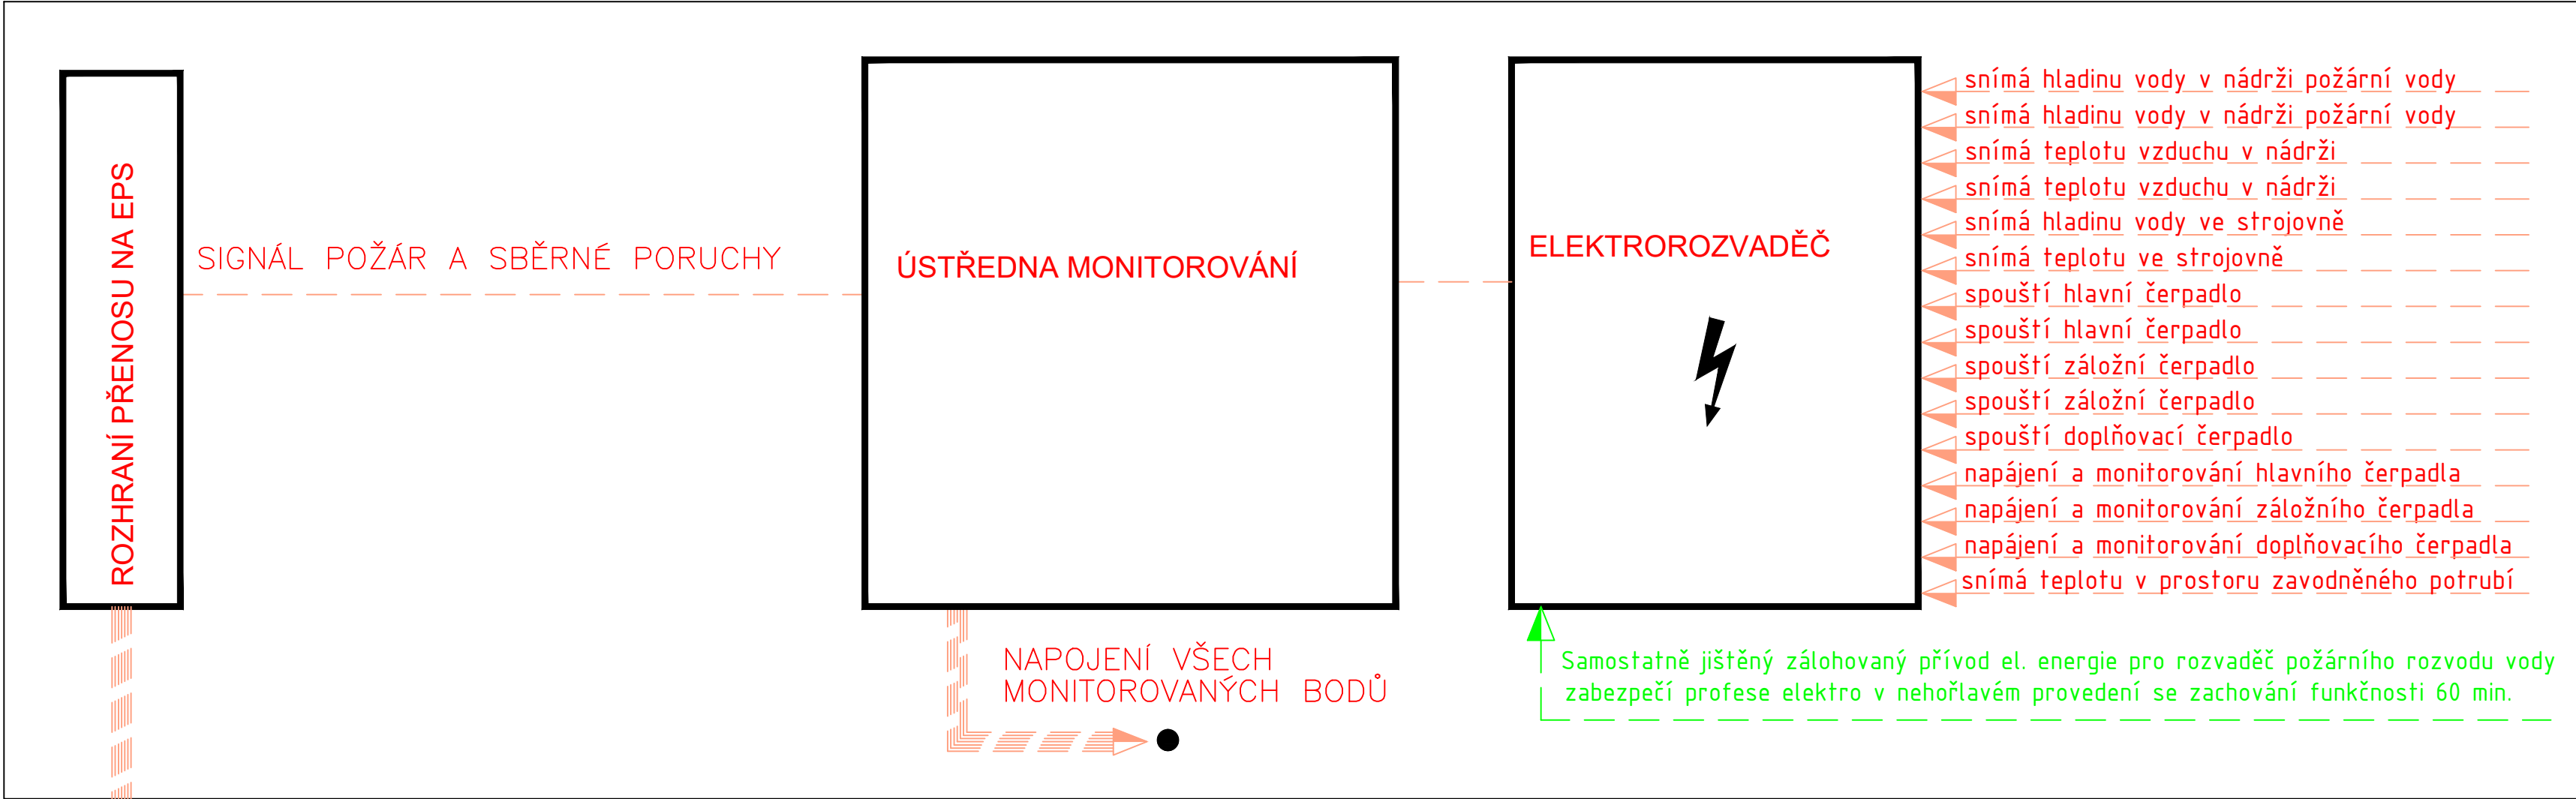 ROZHRANÍ PŘENOSU NA EPS
SIGNÁL POŽÁR A SBĚRNÉ PORUCHY
ÚSTŘEDNA MONITOROVÁNÍ
NAPOJENÍ VŠECH
MONITOROVANÝCH BODŮ
ELEKTROROZVADĚČ
snímá hladinu vody v nádrži požární vody
snímá hladinu vody v nádrži požární vody
snímá teplotu vzduchu v nádrži
snímá teplotu vzduchu v nádrži
snímá hladinu vody ve strojovně
snímá teplotu ve strojovně
spouští hlavní čerpadlo
spouští hlavní čerpadlo
spouští záložní čerpadlo
spouští záložní čerpadlo
spouští doplňovací čerpadlo
napájení a monitorování hlavního čerpadla
napájení a monitorování záložního čerpadla
napájení a monitorování doplňovacího čerpadla
snímá teplotu v prostoru zavodněného potrubí
Samostatně jištěný zálohovaný přívod el. energie pro rozvaděč požárního rozvodu vody
zabezpečí profese elektro v nehořlavém provedení se zachování funkčnosti 60 min.